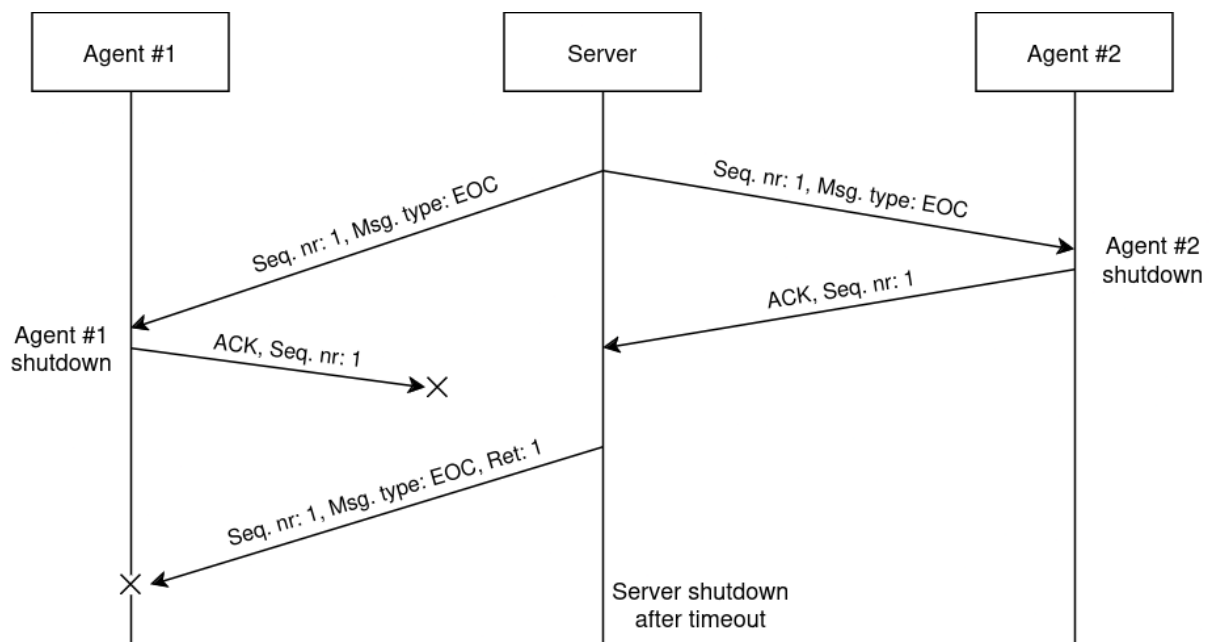 Agent #1
Server
Agent #2
Seq. nr: 1, Msg. type: EOC
Seq. nr: 1, Msg. type: EOC
Agent #2
shutdown
ACK, Seq. nr: 1
Agent #1
shutdown
ACK, Seq. nr: 1
Seq. nr: 1, Msg. type: EOC, Ret: 1
Server shutdown
after timeout